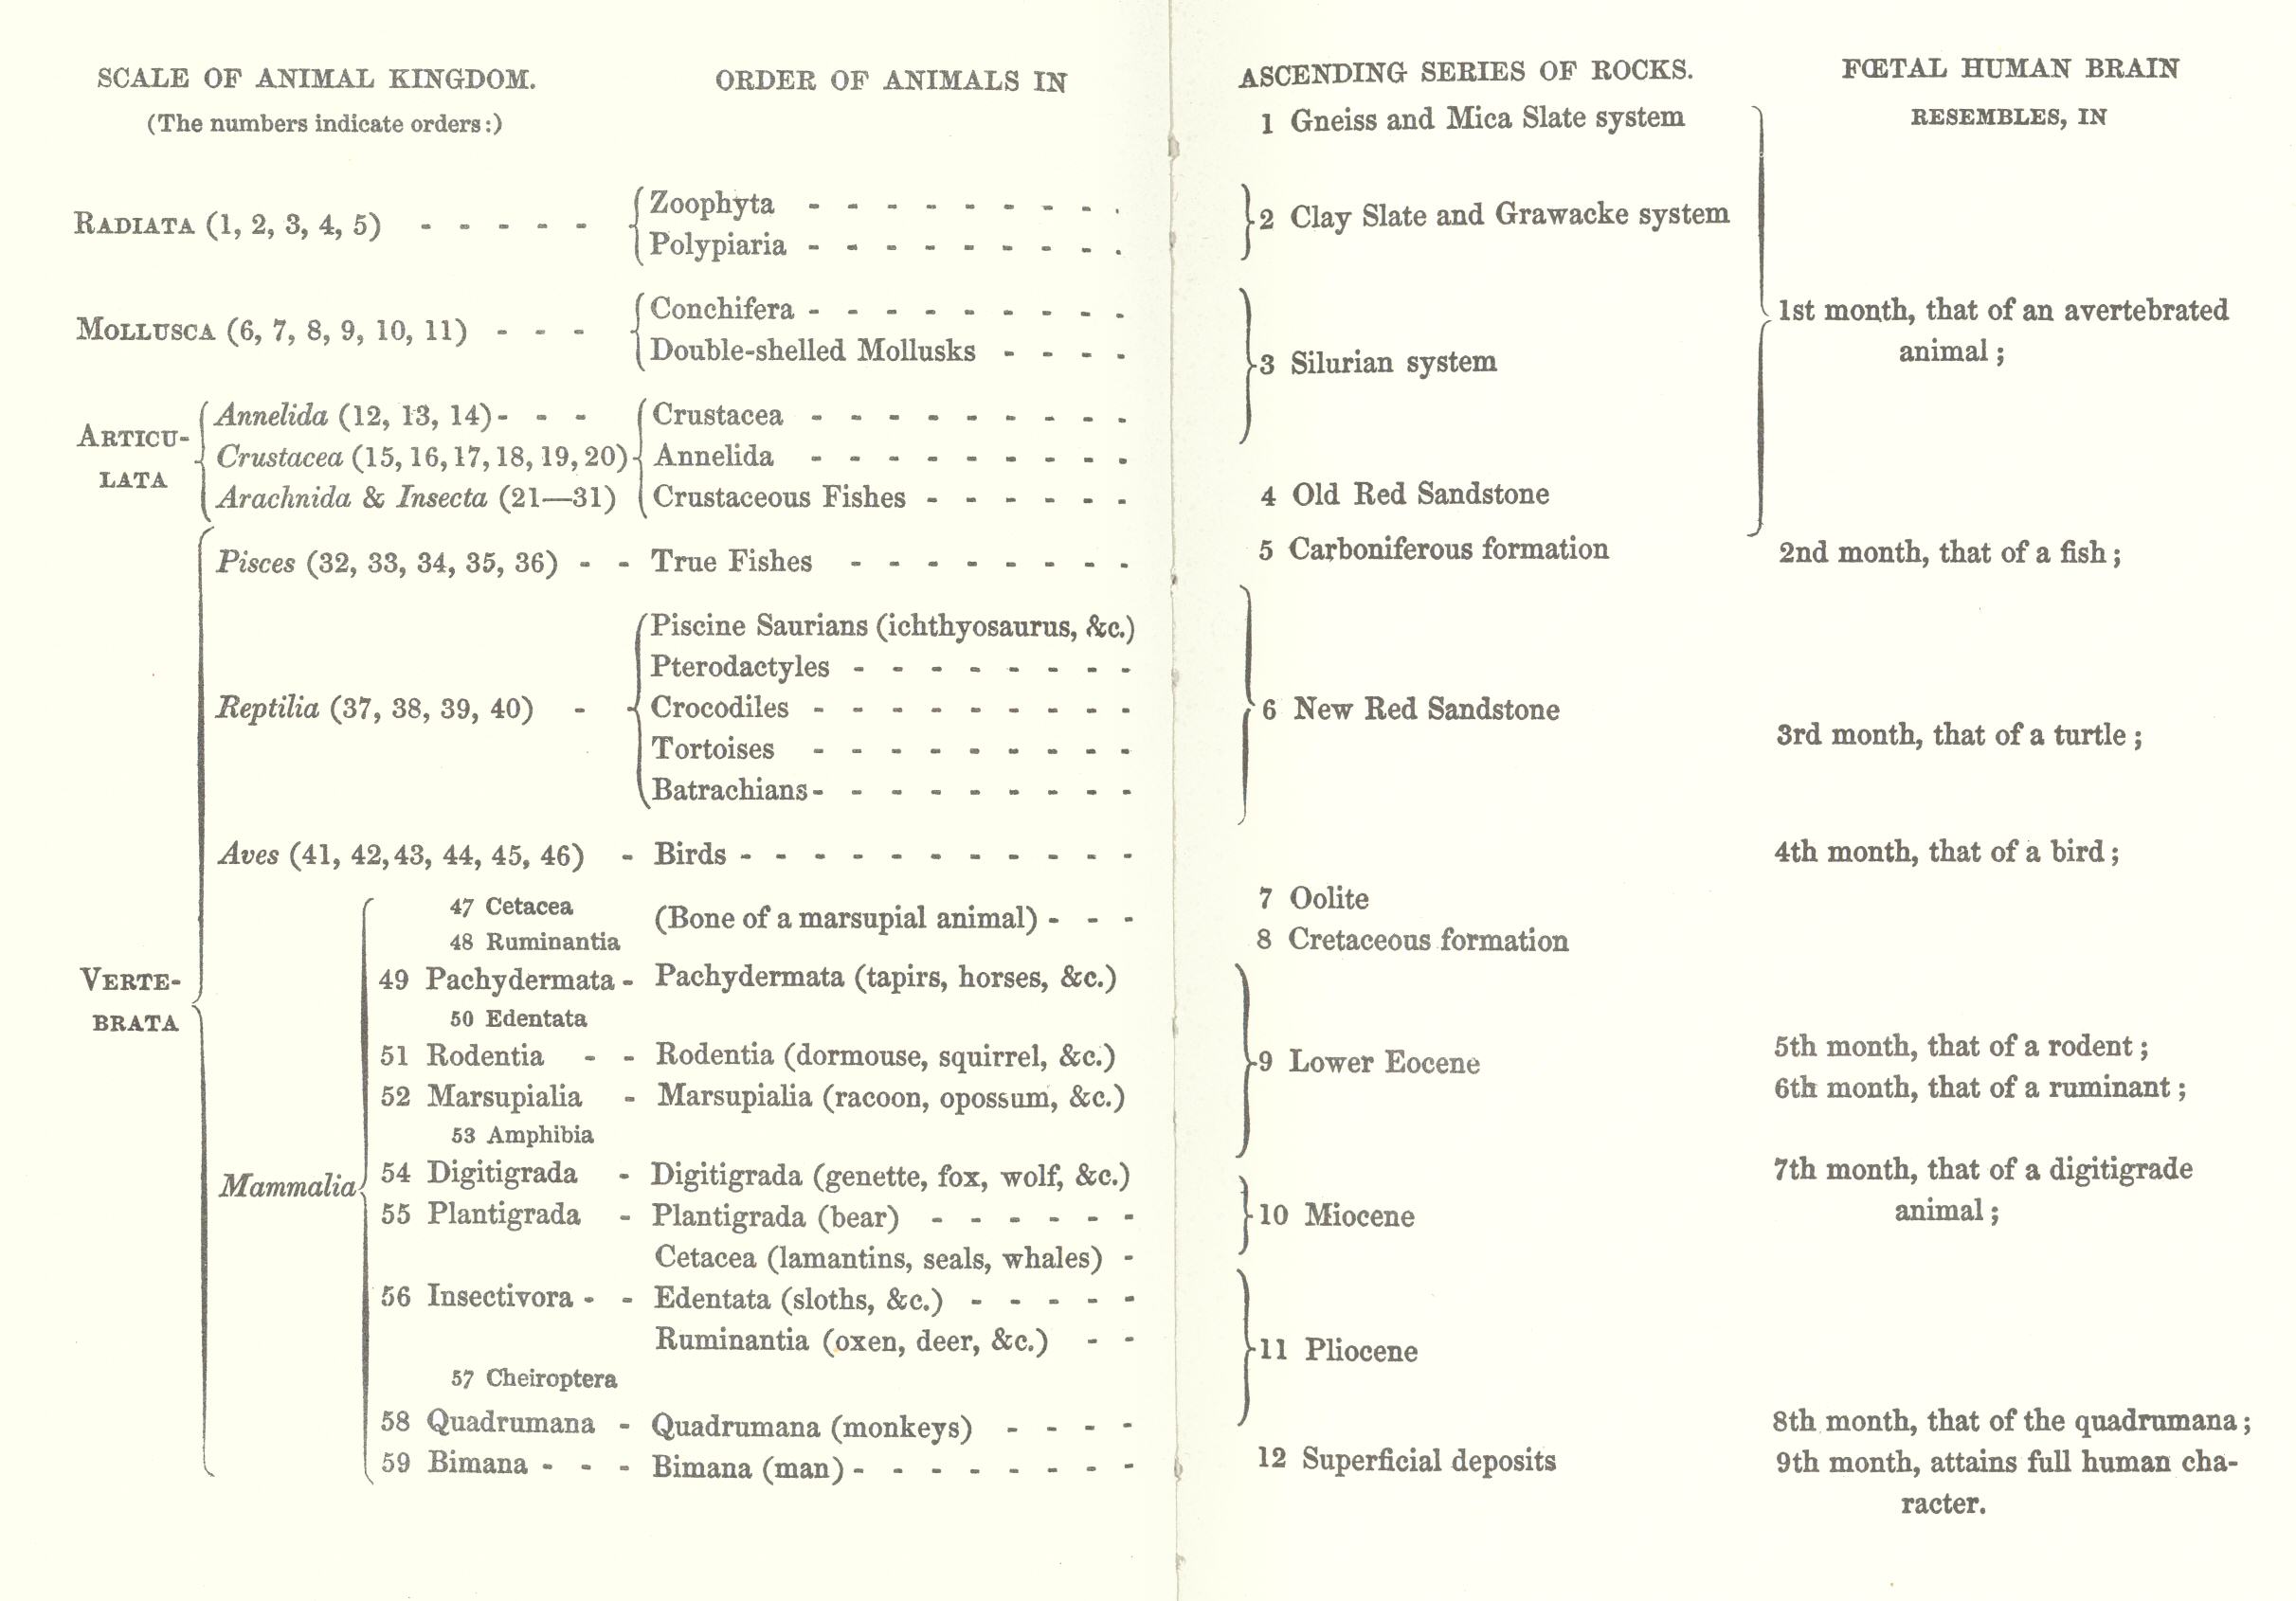 SCALE OF ANIMAL KINGDOM.
(The numbers indicate orders:)
RADIATA (1, 2, 3, 4, 5) - - - - -
MOLLUSCA (6, 7, 8, 9, 10, 11) - - -
ARTICU-
LATA
Annelida (12, 13, 14) - - -
Crustacea (15, 16, 17, 18, 19, 20)
Arachnida & Insecta (21—31)
VERTE-
BRATA
Pisces (32, 33, 34, 35, 36) - -
Reptilia (37, 38, 39, 40) - -
Aves (41, 42, 43, 44, 45, 46) -
Mammalia
47 Cetacea
48 Ruminantia
49 Pachydermata -
50 Edentata
51 Rodentia - -
52 Marsupialia -
53 Amphibia
54 Digitigrada -
55 Plantigrada -
56 Insectivora - -
57 Cheiroptera
58 Quadrumana -
59 Bimana - - -
ORDER OF ANIMALS IN
Zoophyta - - - - - - - - -
Polypiaria - - - - - - - - -
Conchifera - - - - - - - - -
Double-shelled Mollusks - - - -
Crustacea - - - - - - - - -
Annelida - - - - - - - - -
Crustaceous Fishes - - - - - -
True Fishes - - - - - - - -
Piscine Saurians (ichthyosaurus, &c.)
Pterodactyles - - - - - - - -
Crocodiles - - - - - - - - -
Tortoises - - - - - - - - -
Batrachians - - - - - - - - -
Birds - - - - - - - - - - -
(Bone of a marsupial animal) - - -
Pachydermata (tapirs, horses, &c.)
Rodentia (dormouse, squirrel, &c.)
Marsupialia (racoon, opossum, &c.)
Digitigrada (genette, fox, wolf, &c.)
Plantigrada (bear) - - - - - -
Cetacea (lamantins, seals, whales) -
Edentata (sloths, &c.) - - - - -
Ruminantia (oxen, deer, &c.) - -
Quadrumana (monkeys) - - - -
Bimana (man) - - - - - - - -
ASCENDING SERIES OF ROCKS.
1 Gneiss and Mica Slate system
2 Clay Slate and Grawacke system
3 Silurian system
4 Old Red Sandstone
5 Carboniferous formation
6 New Red Sandstone
7 Oolite
8 Cretaceous formation
9 Lower Eocene
10 Miocene
11 Pliocene
12 Superficial deposits
FŒTAL HUMAN BRAIN
RESEMBLES, IN
1st month, that of an avertebrated
animal;
2nd month, that of a fish;
3rd month, that of a turtle;
4th month, that of a bird;
5th month, that of a rodent;
6th month, that of a ruminant;
7th month, that of a digitigrade
animal;
8th month, that of the quadrumana;
9th month, attains full human cha-
racter.